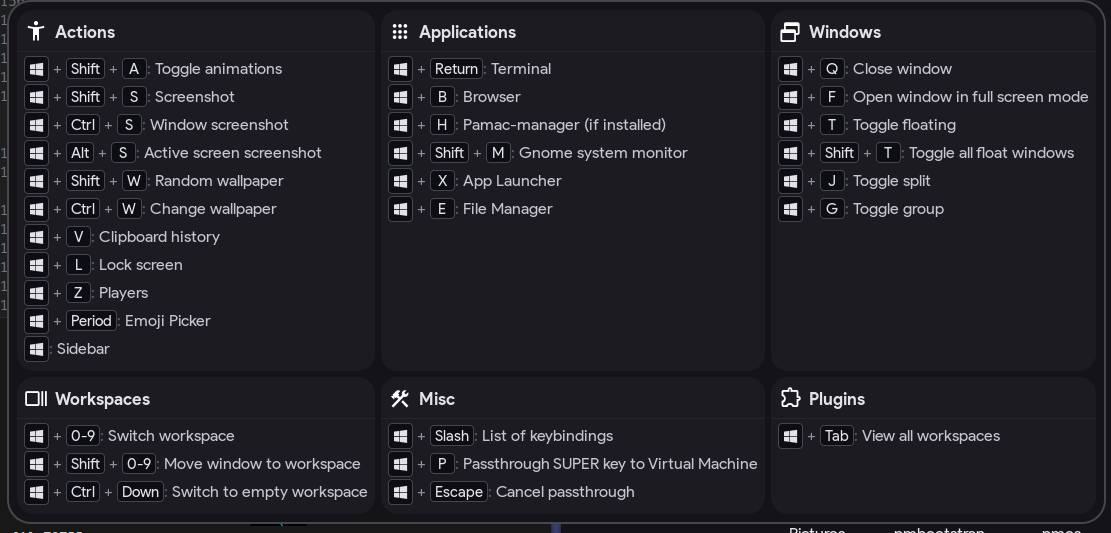 Actions
+ Shift + A : Toggle animations
+ Shift + S : Screenshot
+ Ctrl + S : Window screenshot
+ Alt + S : Active screen screenshot
+ Shift + W : Random wallpaper
+ Ctrl + W : Change wallpaper
+ V : Clipboard history
+ L : Lock screen
+ Z : Players
+ Period : Emoji Picker
: Sidebar
Applications
+ Return : Terminal
+ B : Browser
+ H : Pamac-manager (if installed)
+ Shift + M : Gnome system monitor
+ X : App Launcher
+ E : File Manager
Windows
+ Q : Close window
+ F : Open window in full screen mode
+ T : Toggle floating
+ Shift + T : Toggle all float windows
+ J : Toggle split
+ G : Toggle group
Workspaces
+ 0-9 : Switch workspace
+ Shift + 0-9 : Move window to workspace
+ Ctrl + Down : Switch to empty workspace
Misc
+ Slash : List of keybindings
+ P : Passthrough SUPER key to Virtual Machine
+ Escape : Cancel passthrough
Plugins
+ Tab : View all workspaces
Pictures pmbootstrap pmos